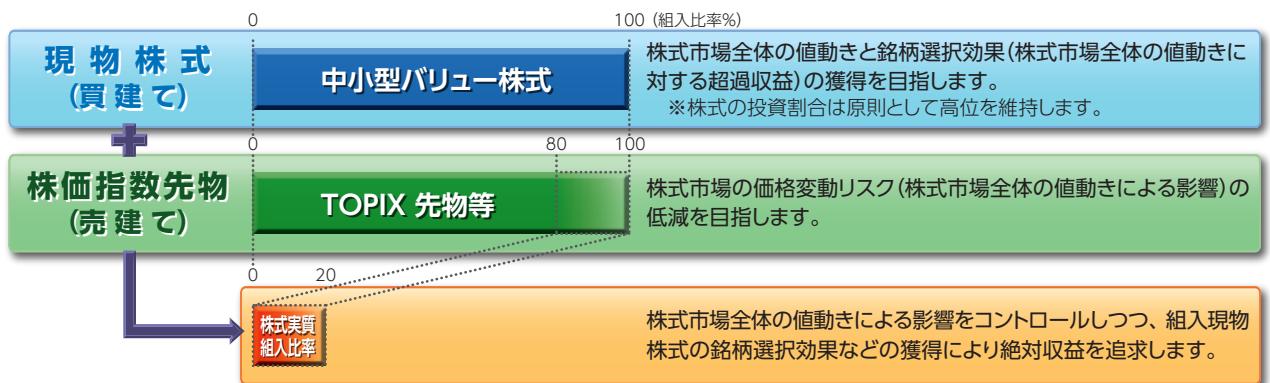 0 100（組入比率%）
現物株式
（買建て）
中小型バリュー株式
株式市場全体の値動きと銘柄選択効果（株式市場全体の値動きに
対する超過収益）の獲得を目指します。
※株式の投資割合は原則として高位を維持します。
0 80 100
株価指数先物
（売建て）
TOPIX 先物等
株式市場の価格変動リスク（株式市場全体の値動きによる影響）の
低減を目指します。
0 20
株式実質
組入比率
株式市場全体の値動きによる影響をコントロールしつつ、組入現物
株式の銘柄選択効果などの獲得により絶対収益を追求します。